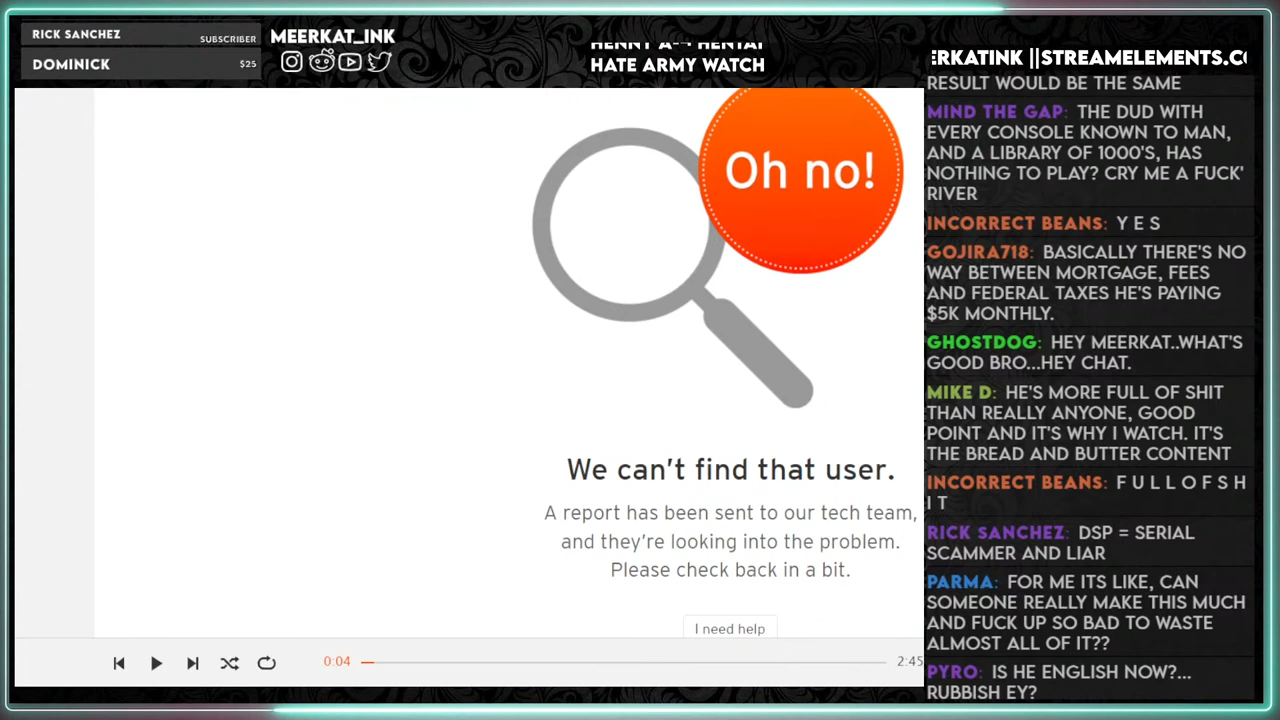 RICK SANCHEZ
SUBSCRIBER
DOMINICK
$25
MEERKAT_INK
HENNY A-4 HENTAI
HATE ARMY WATCH
ERKATINK ||STREAMELEMENTS.CO
Oh no!
We can't find that user.
A report has been sent to our tech team,
and they're looking into the problem.
Please check back in a bit.
I need help
0:04
2:45
RESULT WOULD BE THE SAME
MIND THE GAP: THE DUD WITH
EVERY CONSOLE KNOWN TO MAN,
AND A LIBRARY OF 1000'S, HAS
NOTHING TO PLAY? CRY ME A FUCK'
RIVER
INCORRECT BEANS: Y E S
GOJIRA718: BASICALLY THERE'S NO
WAY BETWEEN MORTGAGE, FEES
AND FEDERAL TAXES HE'S PAYING
$5K MONTHLY.
GHOSTDOG: HEY MEERKAT..WHAT'S
GOOD BRO...HEY CHAT.
MIKE D: HE'S MORE FULL OF SHIT
THAN REALLY ANYONE, GOOD
POINT AND IT'S WHY I WATCH. IT'S
THE BREAD AND BUTTER CONTENT
INCORRECT BEANS: F U L L O F S H
I T
RICK SANCHEZ: DSP = SERIAL
SCAMMER AND LIAR
PARMA: FOR ME ITS LIKE, CAN
SOMEONE REALLY MAKE THIS MUCH
AND FUCK UP SO BAD TO WASTE
ALMOST ALL OF IT??
PYRO: IS HE ENGLISH NOW?...
RUBBISH EY?